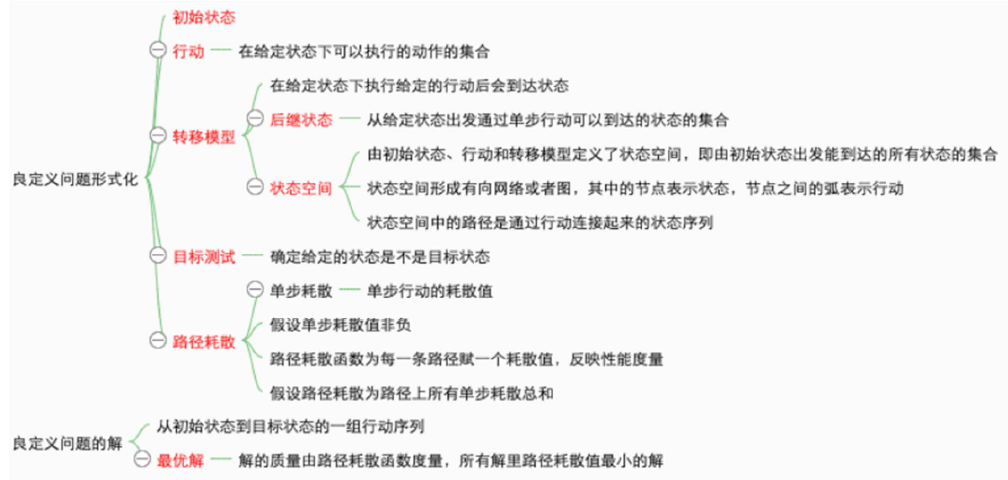 初始状态
行动
在给定状态下可以执行的动作的集合
在给定状态下执行给定的行动后会到达状态
后继状态
从给定状态出发通过单步行动可以到达的状态的集合
转移模型
由初始状态、行动和转移模型定义了状态空间，即由初始状态出发能到达的所有状态的集合
良定义问题形式化
状态空间
状态空间形成有向网络或者图，其中的节点表示状态，节点之间的弧表示行动
状态空间中的路径是通过行动连接起来的状态序列
目标测试
确定给定的状态是不是目标状态
单步耗散
单步行动的耗散值
假设单步耗散值非负
路径耗散
路径耗散函数为每一条路径赋一个耗散值，反映性能度量
假设路径耗散为路径上所有单步耗散总和
从初始状态到目标状态的一组行动序列
良定义问题的解
最优解
解的质量由路径耗散函数度量，所有解里路径耗散值最小的解